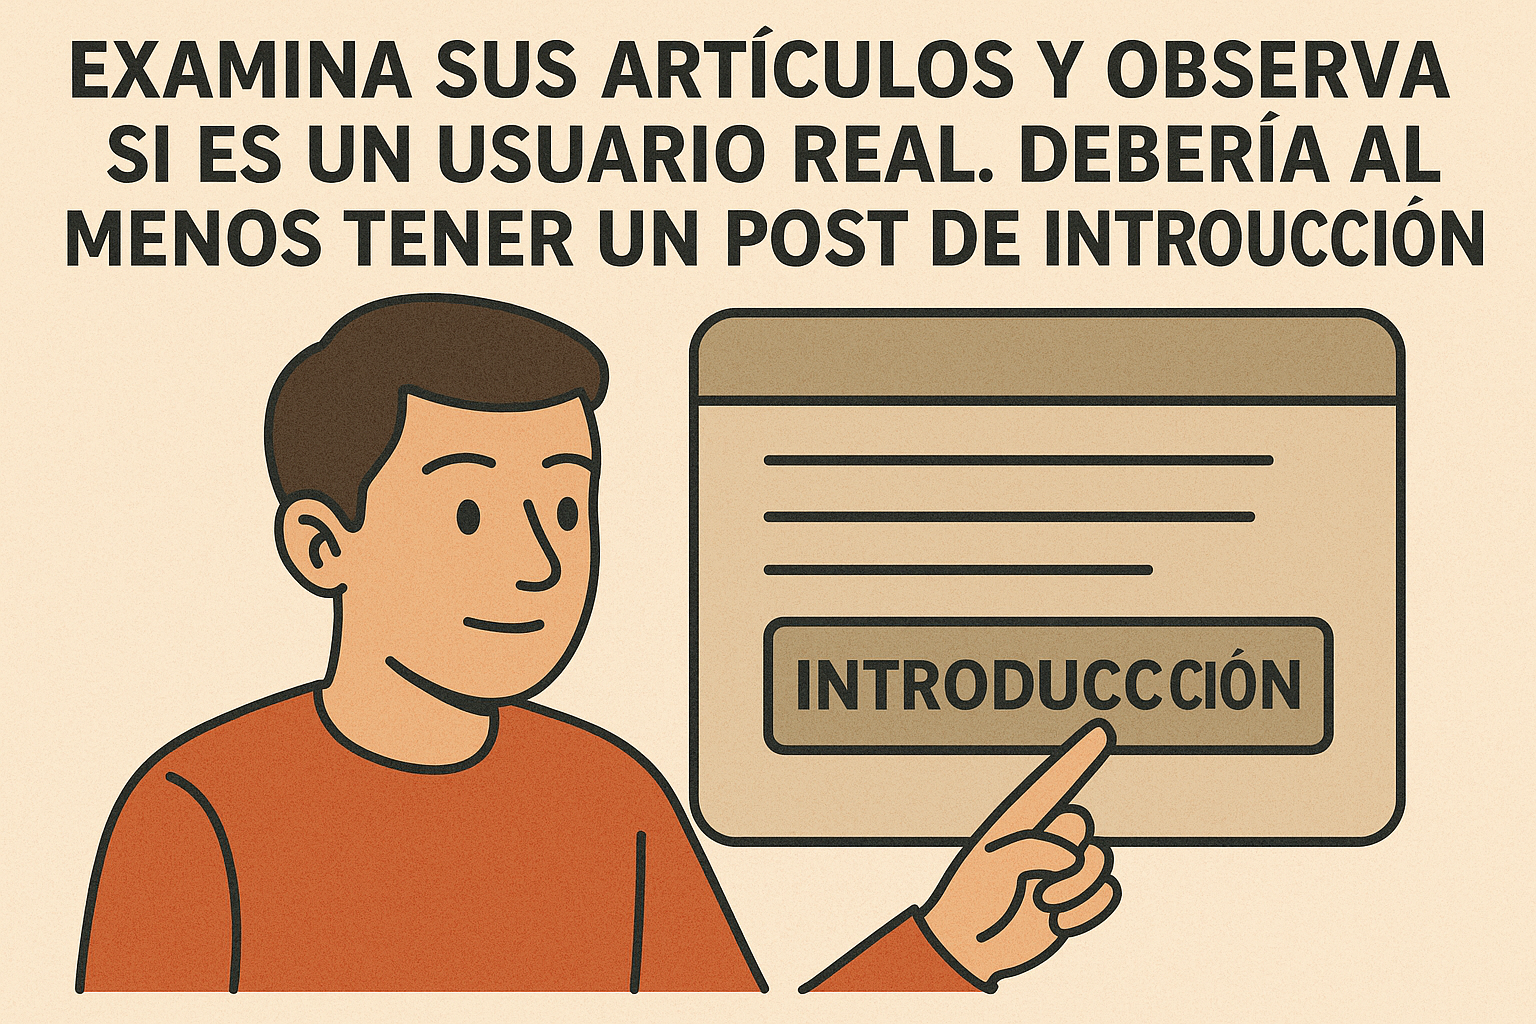 EXAMINA SUS ARTÍCULOS Y OBSERVA
SI ES UN USUARIO REAL. DEBERÍA AL
MENOS TENER UN POST DE INTROUCCIÓN
INTRODUCCCIÓN